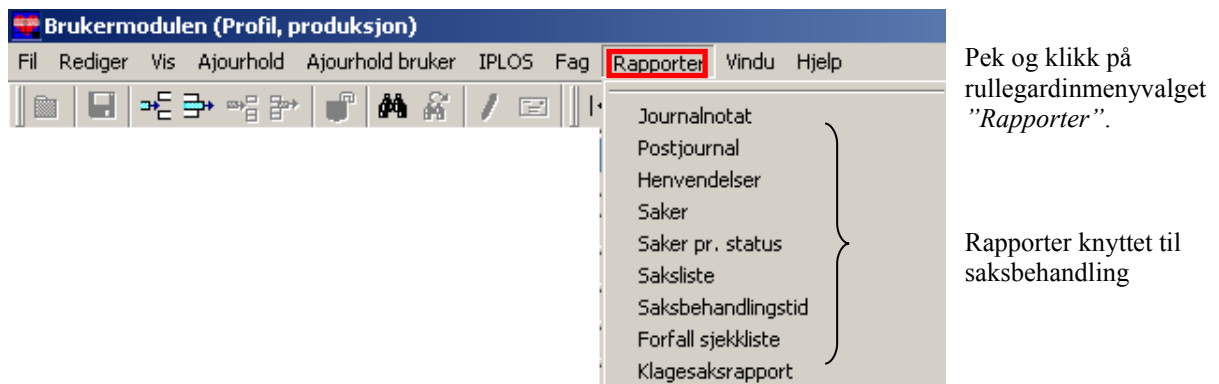 Brukermodulen (Profil, produksjon)
Fil Rediger Vis Ajourhold Ajourhold bruker IPLOS Fag Rapporter Vindu Hjelp
Journalnotat
Postjournal
Henvendelser
Saker
Saker pr. status
Saksliste
Saksbehandlingstid
Forfall sjekkliste
Klagesaksrapport
Pek og klikk på
rullegardinmenyvalget
”Rapporter”.
Rapporter knyttet til
saksbehandling